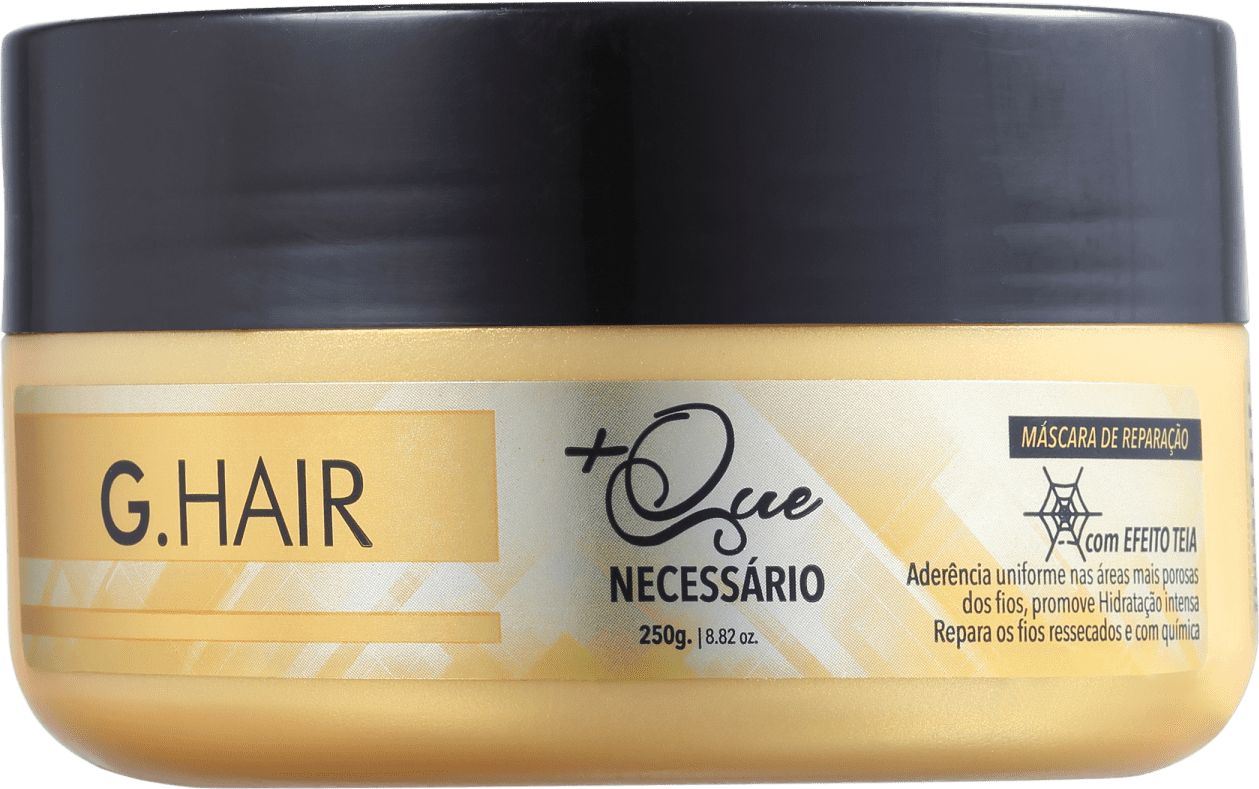 G.HAIR
+Que
NECESSÁRIO
250g. | 8.82 oz.
MÁSCARA DE REPARAÇÃO
com EFEITO TEIA
Aderência uniforme nas áreas mais porosas
dos fios, promove Hidratação intensa
Repara os fios ressecados e com química